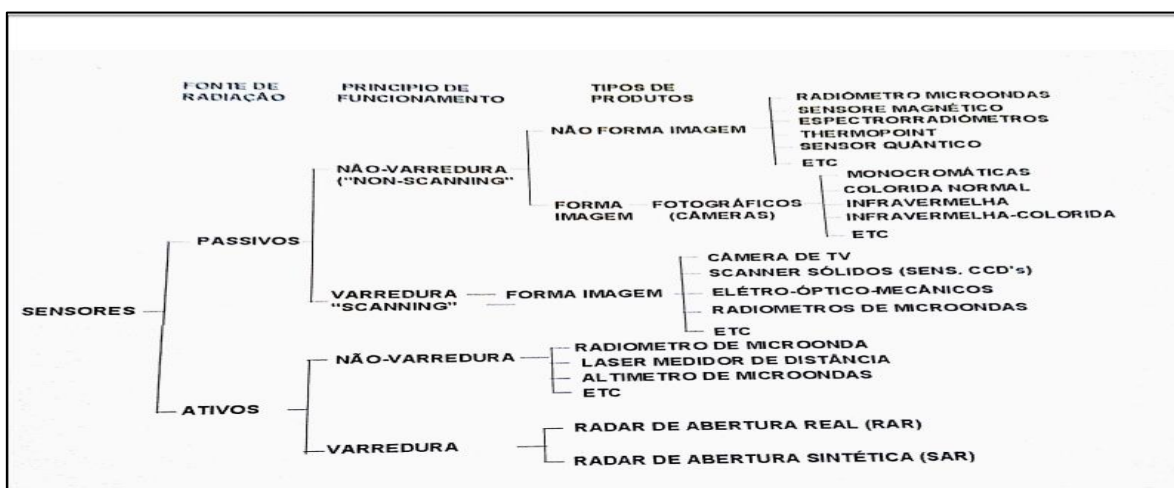 FONTE DE
RADIAÇÃO
PRINCIPIO DE
FUNCIONAMENTO
TIPOS DE
PRODUTOS
SENSORES
PASSIVOS
NÃO-VARREDURA
("NON-SCANNING"
NÃO FORMA IMAGEM
RADIÔMETRO MICROONDAS
SENSORE MAGNÉTICO
ESPECTRORRADIÔMETROS
THERMOPOINT
SENSOR QUÂNTICO
ETC
FORMA
IMAGEM
FOTOGRÁFICOS
(CÂMERAS)
MONOCROMÁTICAS
COLORIDA NORMAL
INFRAVERMELHA
INFRAVERMELHA-COLORIDA
ETC
VARREDURA
"SCANNING"
FORMA IMAGEM
CÂMERA DE TV
SCANNER SÓLIDOS (SENS. CCD's)
ELÉTRO-ÓPTICO-MECÂNICOS
RADIOMETROS DE MICROONDAS
ETC
ATIVOS
NÃO-VARREDURA
RADIOMETRO DE MICROONDA
LASER MEDIDOR DE DISTÂNCIA
ALTIMETRO DE MICROONDAS
ETC
VARREDURA
RADAR DE ABERTURA REAL (RAR)
RADAR DE ABERTURA SINTÉTICA (SAR)